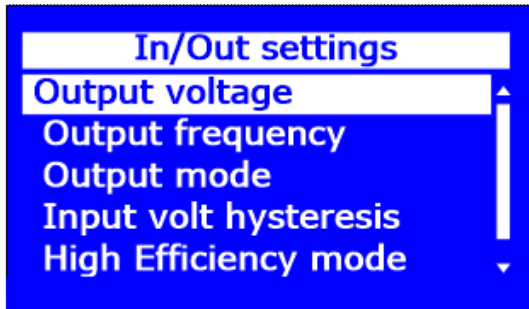 In/Out settings
Output voltage
Output frequency
Output mode
Input volt hysteresis
High Efficiency mode